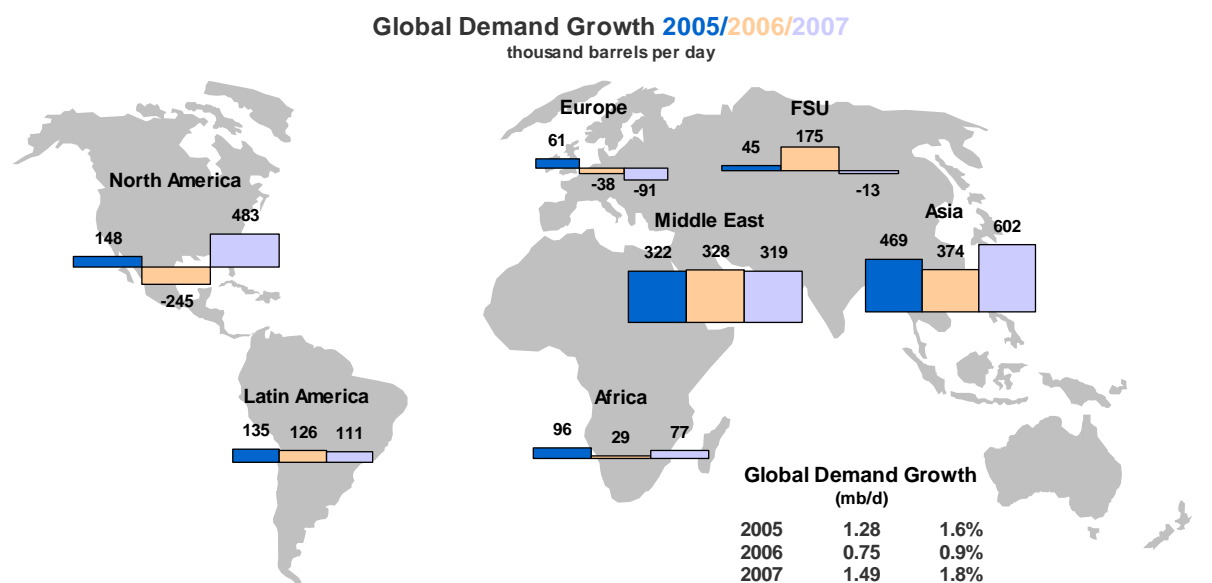 Global Demand Growth 2005/2006/2007
thousand barrels per day
Europe
61
-38
-91
FSU
45
175
-13
North America
148
-245
483
Middle East
322
328
319
Asia
469
374
602
Latin America
135
126
111
Africa
96
29
77
Global Demand Growth
(mb/d)
2005 1.28 1.6%
2006 0.75 0.9%
2007 1.49 1.8%